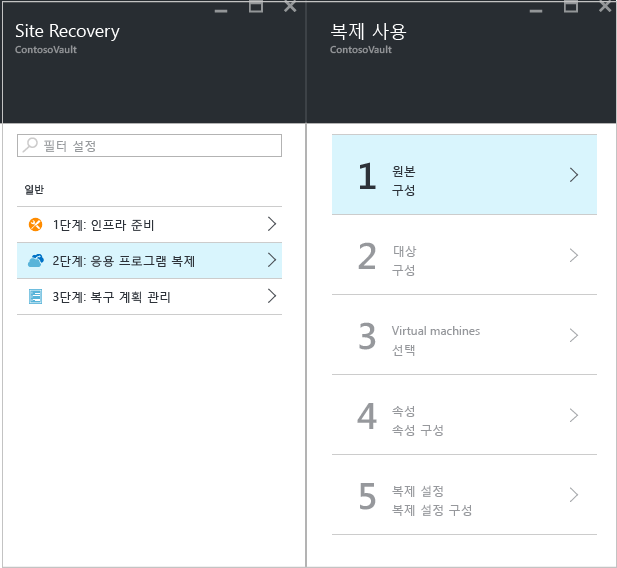 Site Recovery
ContosoVault
필터 설정
일반
1단계: 인프라 준비
2단계: 응용 프로그램 복제
3단계: 복구 계획 관리
복제 사용
ContosoVault
1
원본
구성
2
대상
구성
3
Virtual machines
선택
4
속성
속성 구성
5
복제 설정
복제 설정 구성